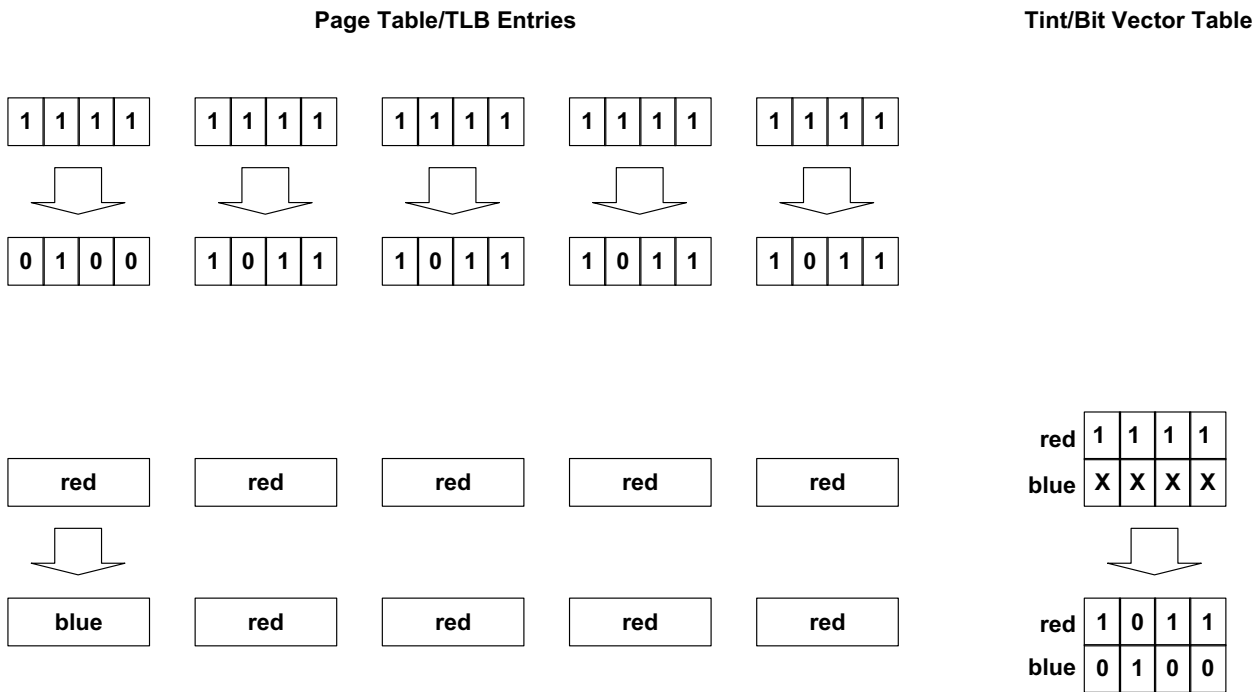 Page Table/TLB Entries Tint/Bit Vector Table
1 1 1 1 1 1 1 1 1 1 1 1 1 1 1 1 1 1 1 1
0 1 0 0 1 0 1 1 1 0 1 1 1 0 1 1 1 0 1 1
red 1 1 1 1
red red red red red
blue X X X X
blue red red red red
red 1 0 1 1
blue 0 1 0 0